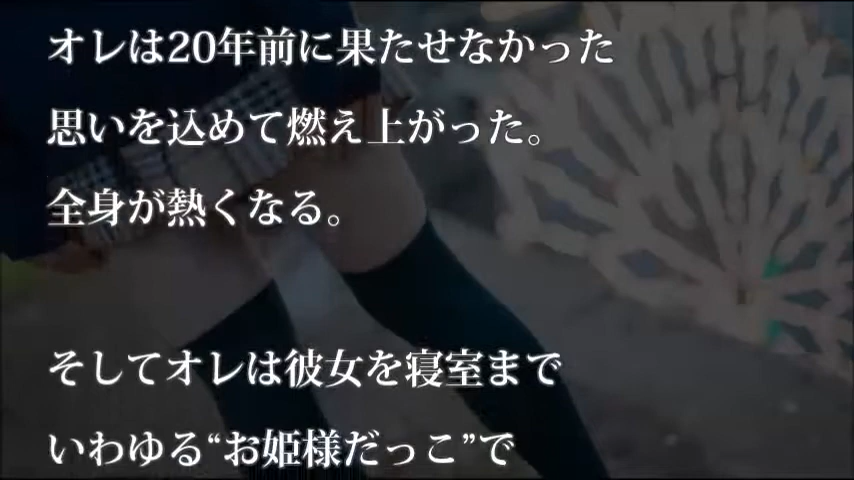 オレは20年前に果たせなかった
思いを込めて燃え上がった。
全身が熱くなる。
そしてオレは彼女を寝室まで
いわゆる“お姫様だっこ”で